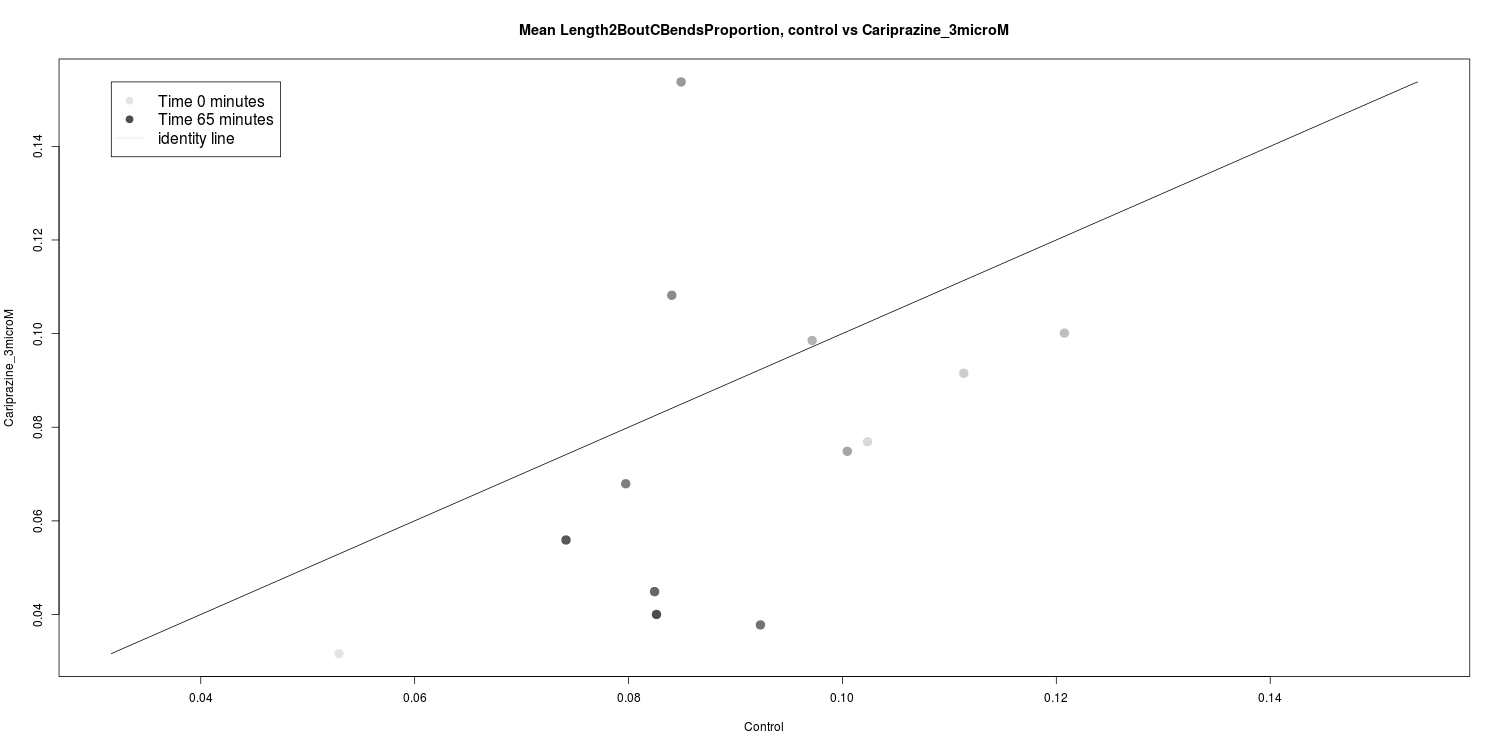 Mean Length2BoutCBendsProportion, control vs Cariprazine_3microM
Time 0 minutes
Time 65 minutes
identity line
Cariprazine_3microM
0.14
0.12
0.10
0.08
0.06
0.04
0.04
0.06
0.08
0.10
0.12
0.14
Control